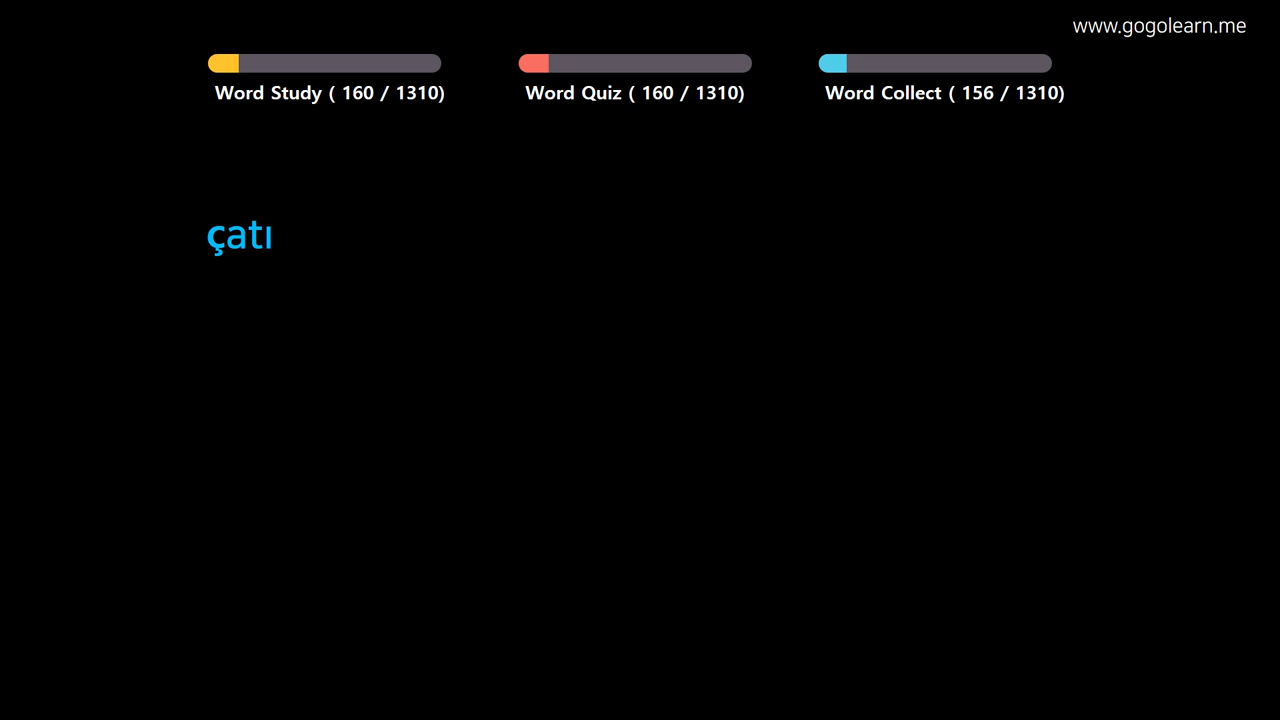 www.gogolearn.me
Word Study ( 160 / 1310)
Word Quiz ( 160 / 1310)
Word Collect ( 156 / 1310)
çatı